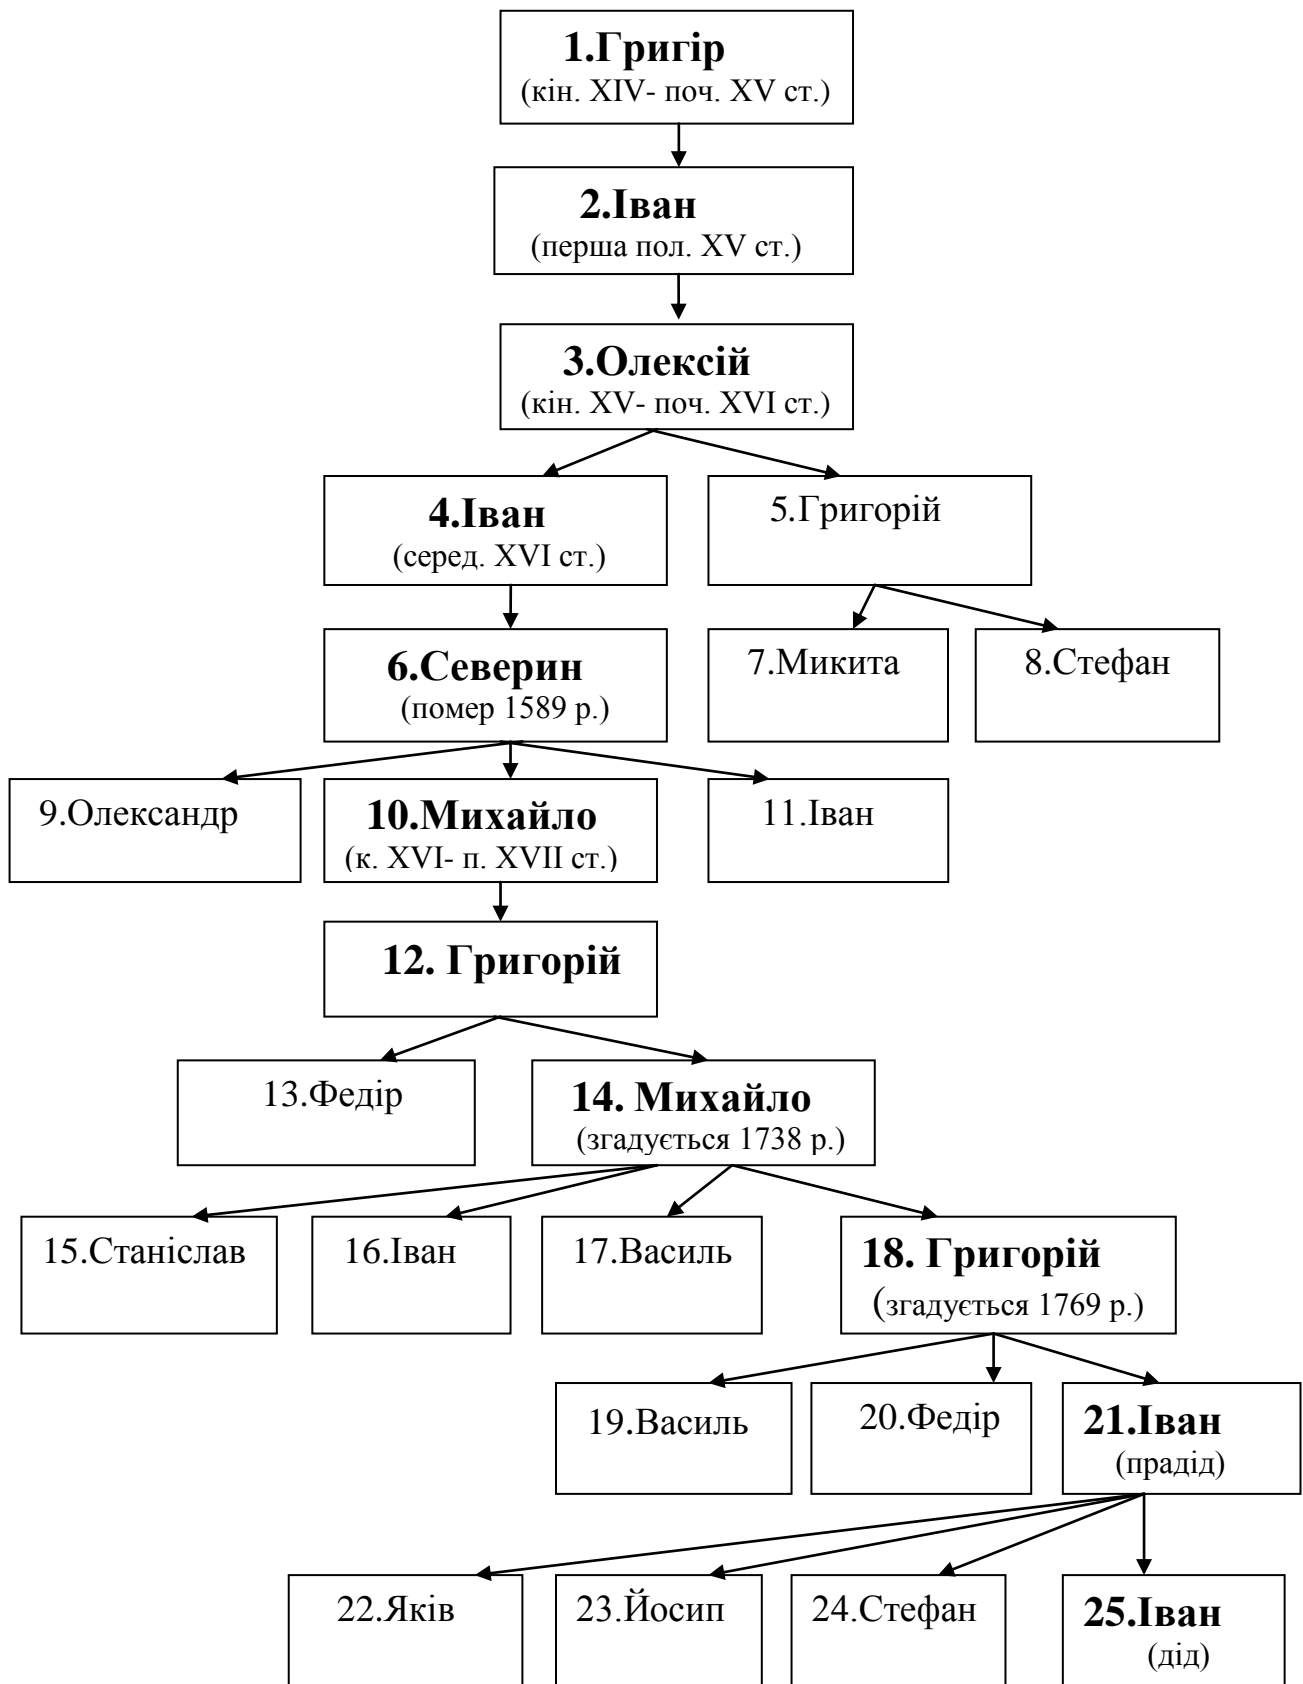 1.Григір
(кін. XIV- поч. XV ст.)
2.Іван
(перша пол. XV ст.)
3.Олексій
(кін. XV- поч. XVI ст.)
4.Іван
(серед. XVI ст.)
5.Григорій
6.Северин
(помер 1589 р.)
7.Микита
8.Стефан
9.Олександр
10.Михайло
(к. XVI- п. XVII ст.)
11.Іван
12. Григорій
13.Федір
14. Михайло
(згадується 1738 р.)
15.Станіслав
16.Іван
17.Василь
18. Григорій
(згадується 1769 р.)
19.Василь
20.Федір
21.Іван
(прадід)
22.Яків
23.Йосип
24.Стефан
25.Іван
(дід)